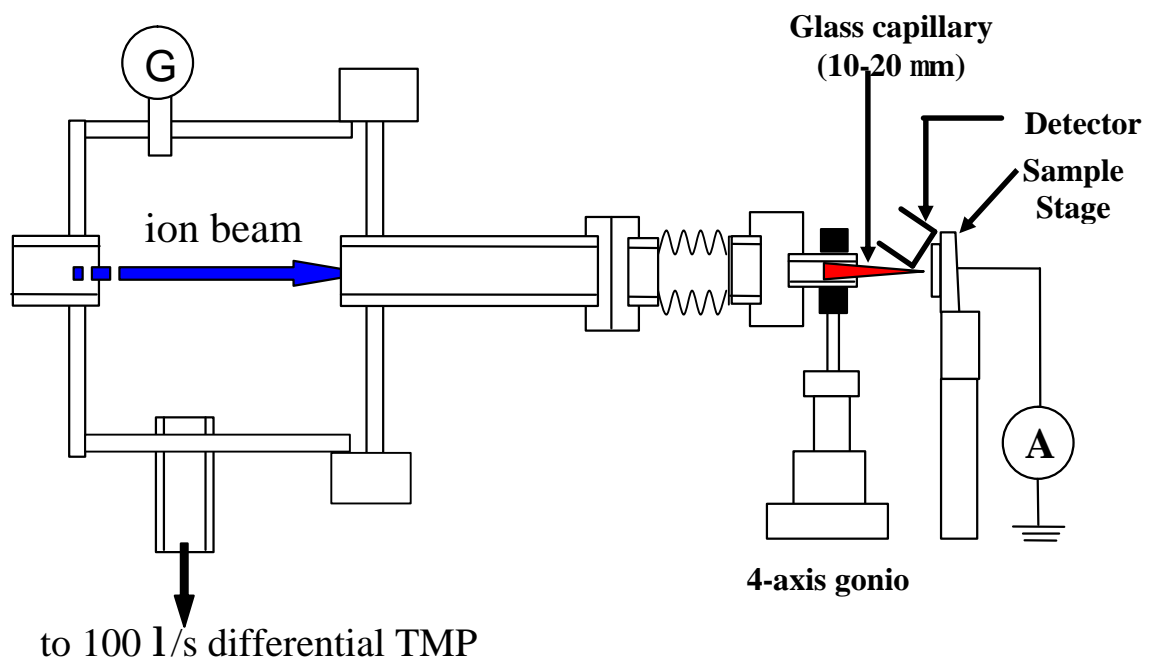 Glass capillary
(10-20 mm)
G
Detector
Sample
Stage
ion beam
A
4-axis gonio
to 100 l/s differential TMP